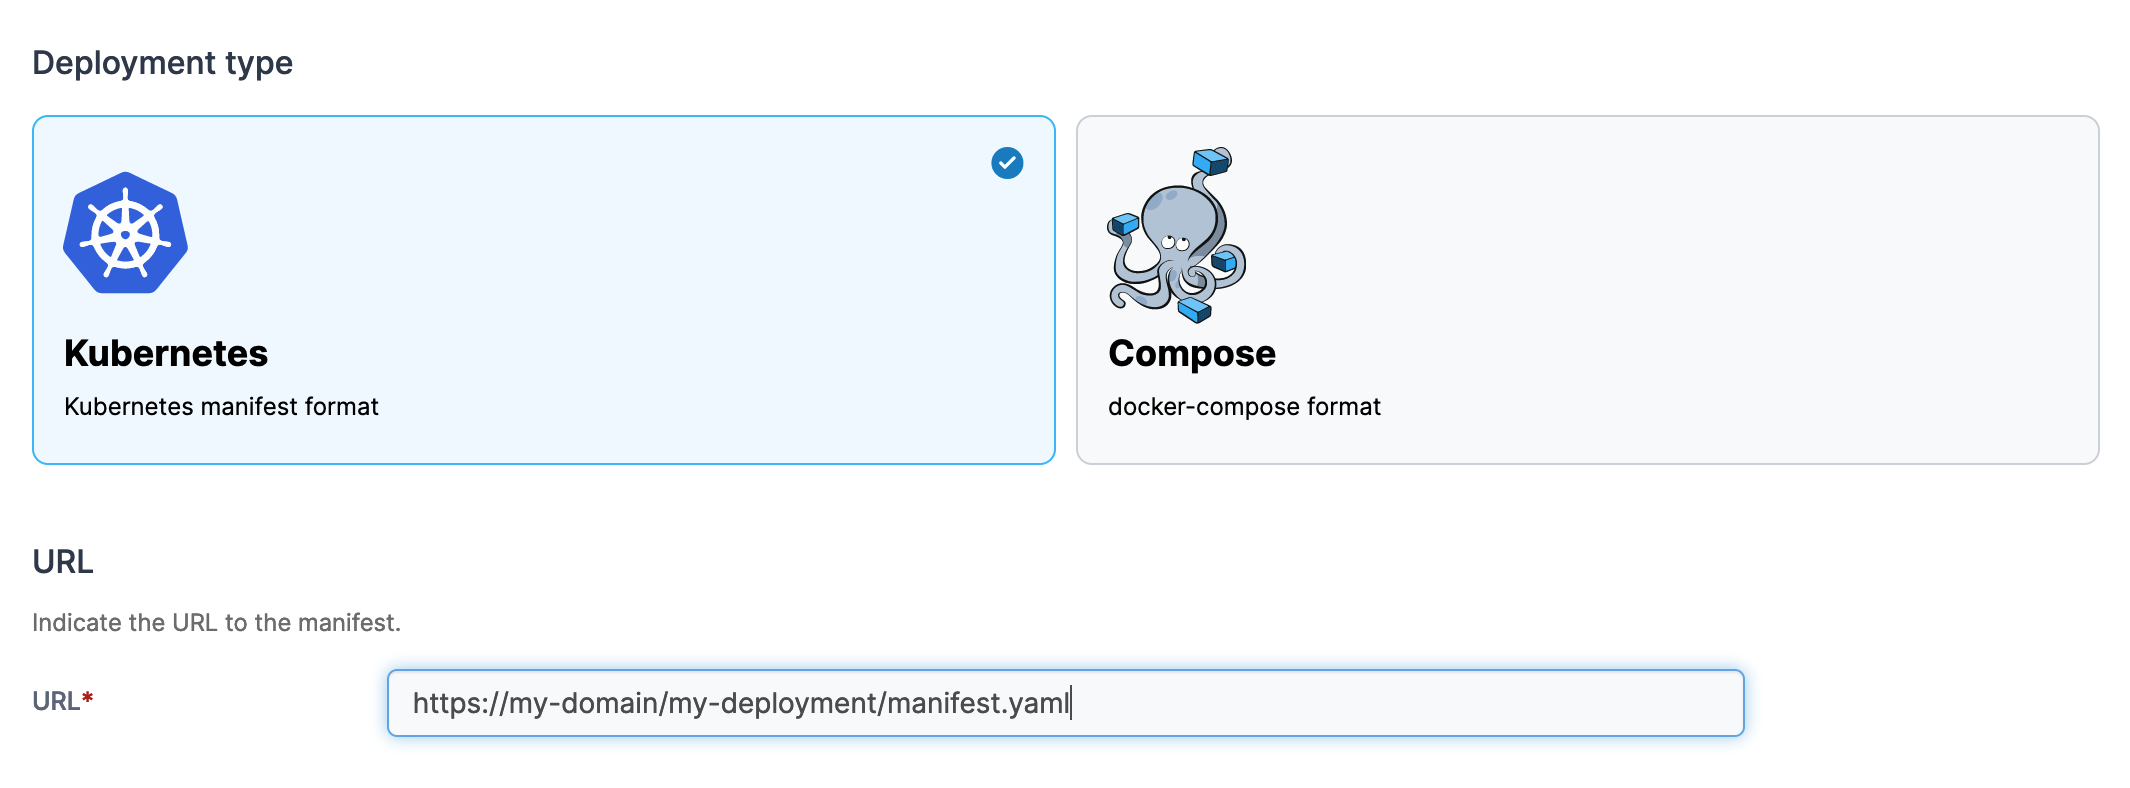 Deployment type
Kubernetes
Kubernetes manifest format
Compose
docker-compose format
URL
Indicate the URL to the manifest.
URL*
https://my-domain/my-deployment/manifest.yaml